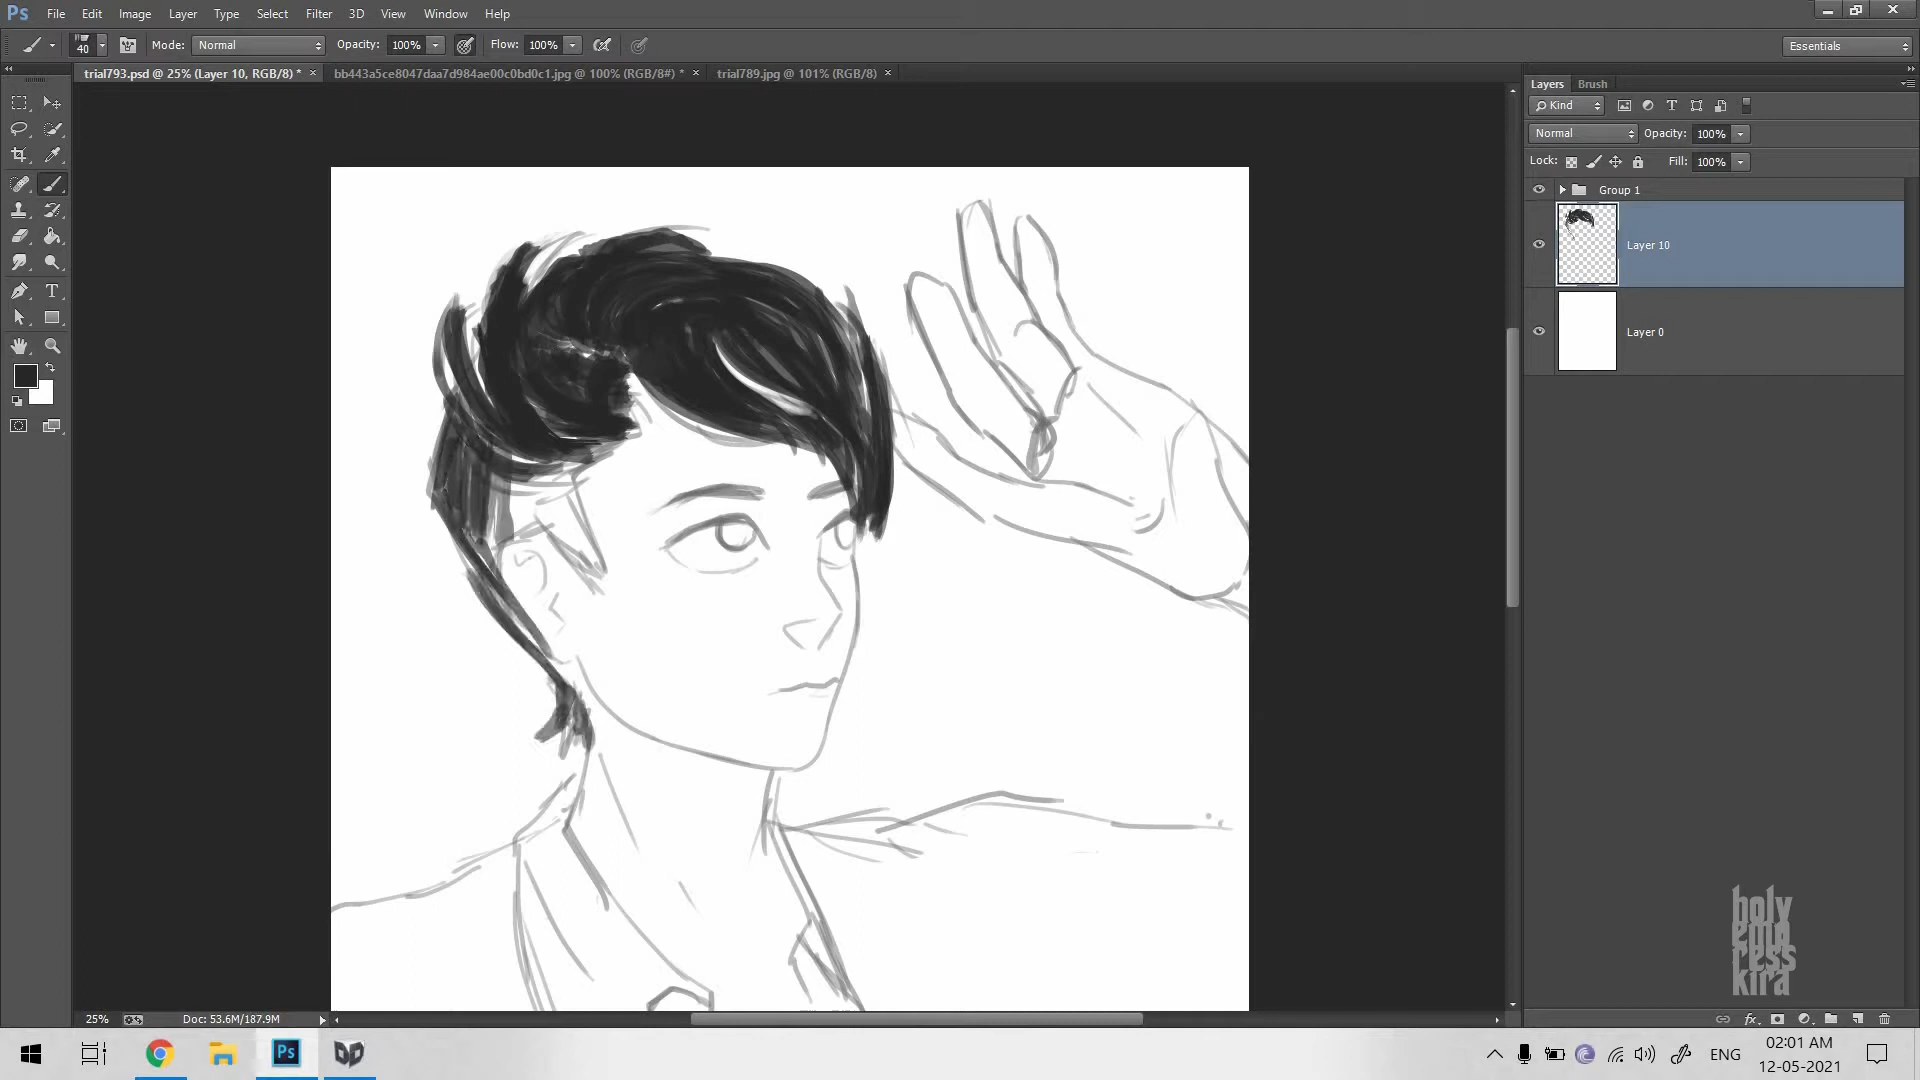 Ps File Edit Image Layer Type Select Filter 3D View Window Help
40 Mode: Normal Opacity: 100% Flow: 100% Essentials
trial793.psd @ 25% (Layer 10, RGB/8) * × bb443a5ce8047daa7d984ae00c0bd0c1.jpg @ 100% (RGB/8#) * × trial789.jpg @ 101% (RGB/8) ×
Layers Brush
Kind
Normal Opacity: 100%
Lock: Fill: 100%
Group 1
Layer 10
Layer 0
holy
emp
ress
kira
25% Doc: 53.6M/187.9M
Ps ENG 02:01 AM
12-05-2021